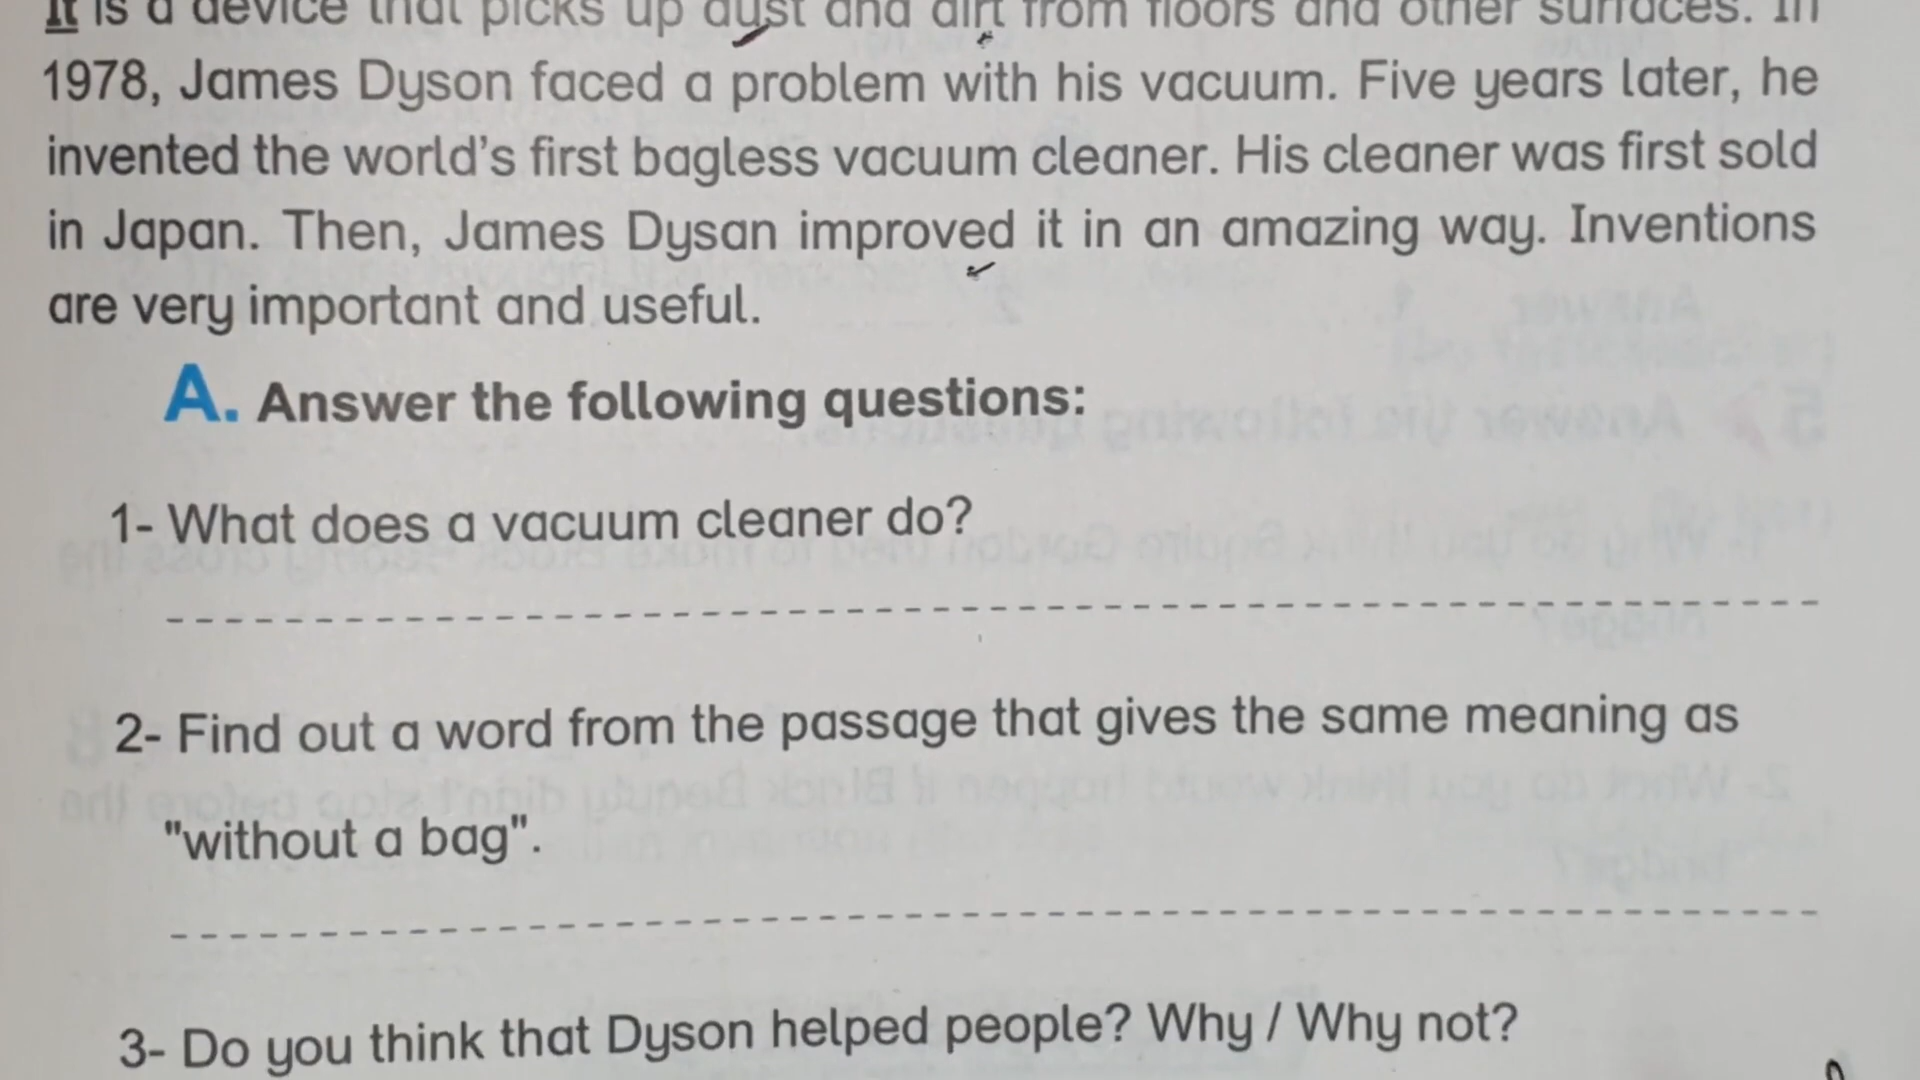 It is a device that picks up dust and dirt from floors and other surfaces. In
1978, James Dyson faced a problem with his vacuum. Five years later, he
invented the world's first bagless vacuum cleaner. His cleaner was first sold
in Japan. Then, James Dysan improved it in an amazing way. Inventions
are very important and useful.
A. Answer the following questions:
1- What does a vacuum cleaner do?
2- Find out a word from the passage that gives the same meaning as
"without a bag".
3- Do you think that Dyson helped people? Why / Why not?